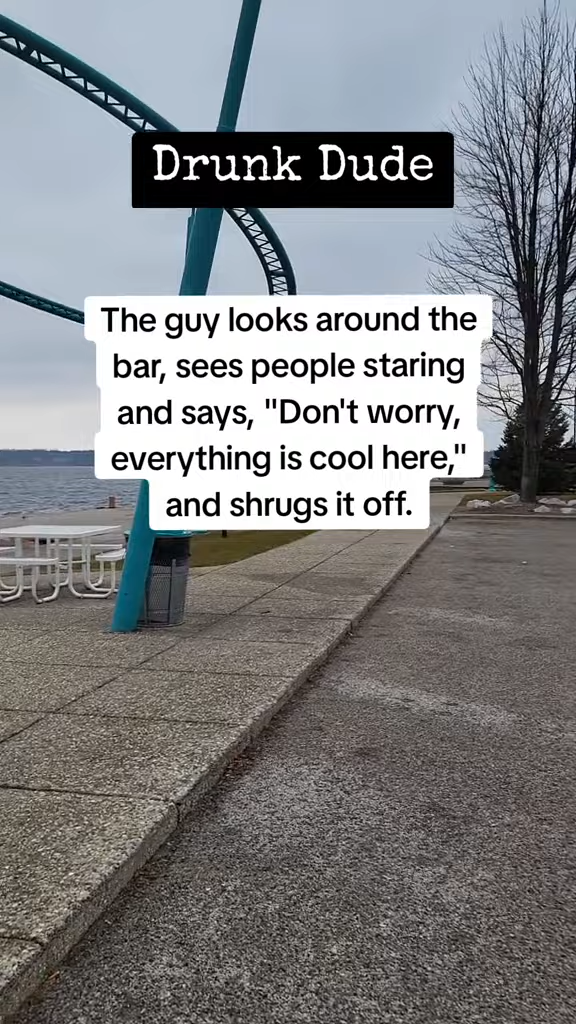 Drunk Dude
The guy looks around the
bar, sees people staring
and says, "Don't worry,
everything is cool here,"
and shrugs it off.